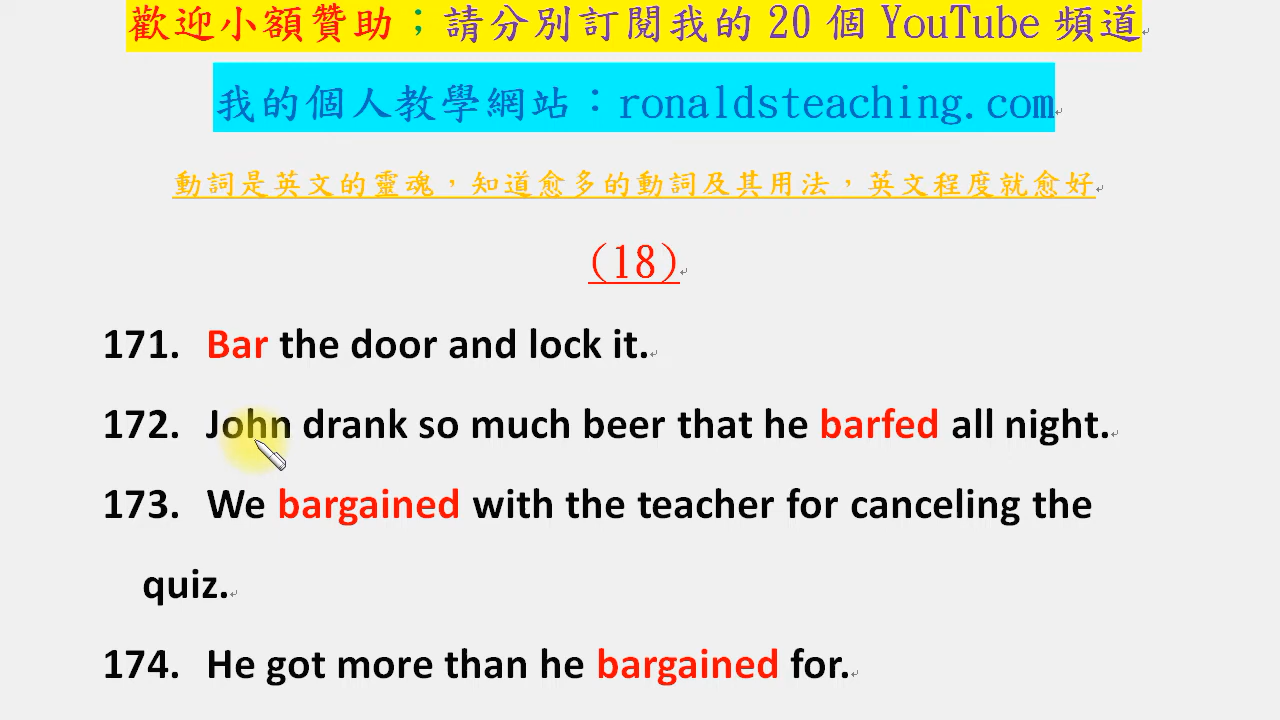 歡迎小額贊助；請分別訂閱我的 20 個 YouTube 頻道
我的個人教學網站：ronaldsteaching.com
動詞是英文的靈魂，知道愈多的動詞及其用法，英文程度就愈好
(18)
171. Bar the door and lock it.
172. John drank so much beer that he barfed all night.
173. We bargained with the teacher for canceling the
quiz.
174. He got more than he bargained for.